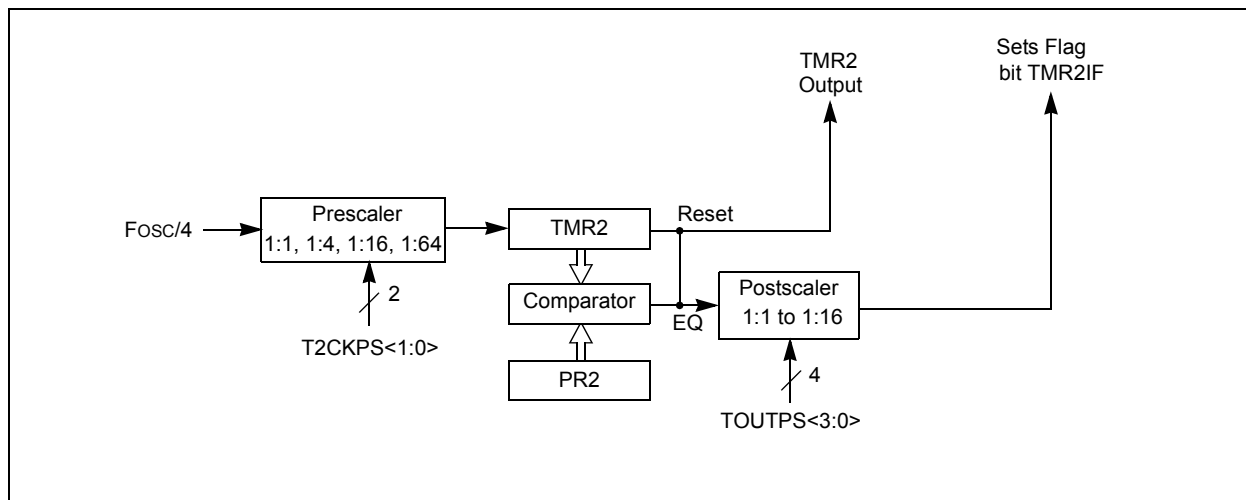 TMR2
Output
Sets Flag
bit TMR2IF
FOSC/4
Prescaler
1:1, 1:4, 1:16, 1:64
2
T2CKPS<1:0>
TMR2
Reset
Comparator
EQ
PR2
Postscaler
1:1 to 1:16
4
TOUTPS<3:0>